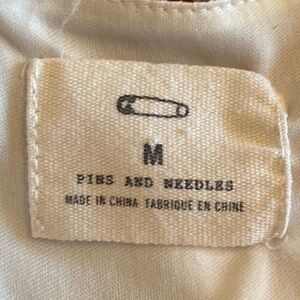 M
PINS AND NEEDLES
MADE IN CHINA FABRIQUE EN CHINE